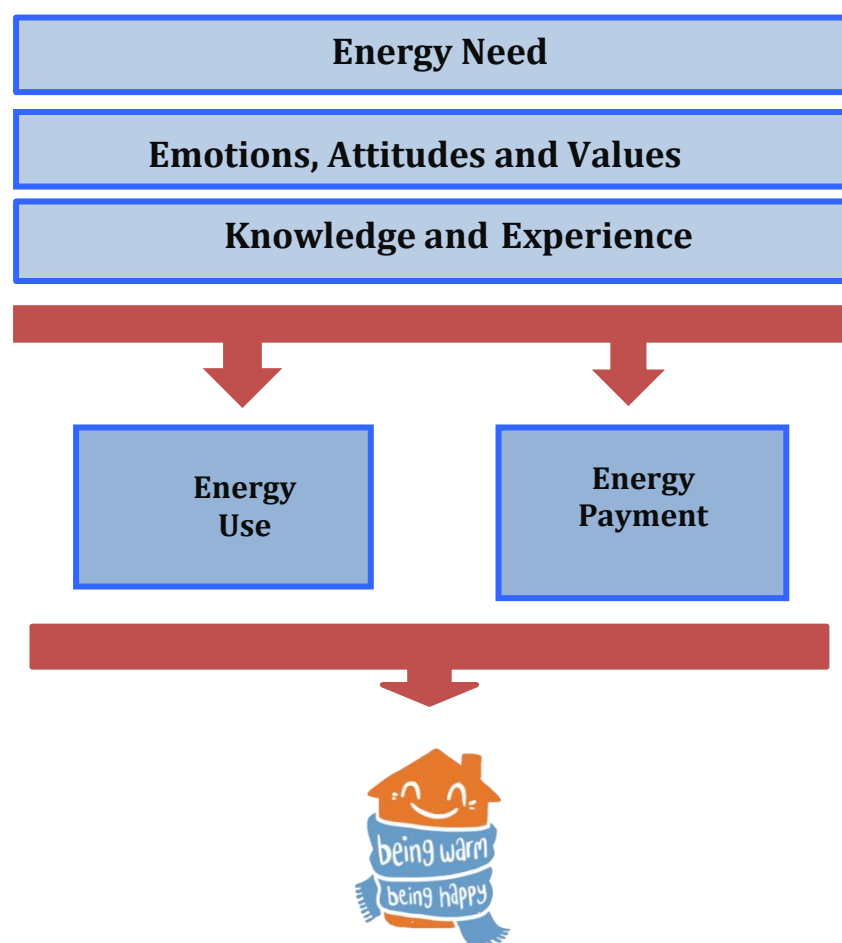 Energy Need
Emotions, Attitudes and Values
Knowledge and Experience
Energy
Use
Energy
Payment
being warm
being happy